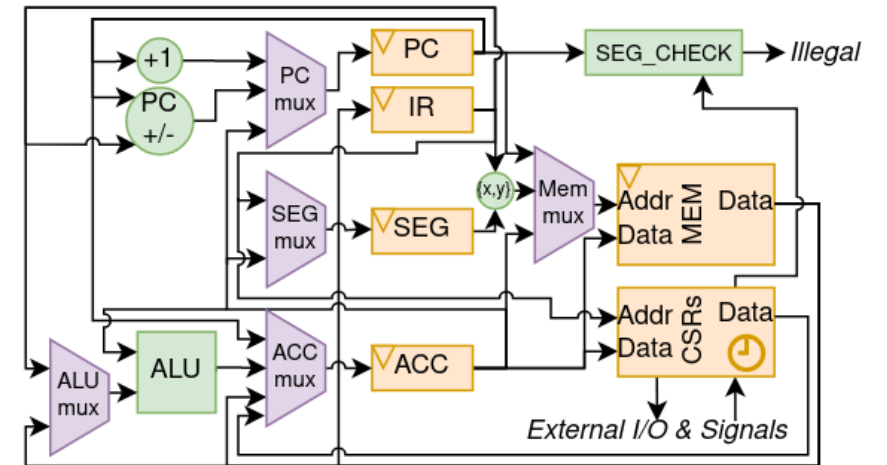 +1
PC
+/-
PC
mux
PC
IR
SEG_CHECK
Illegal
SEG
mux
SEG
{x,y}
Mem
mux
Addr
Data
MEM
Data
ALU
mux
ALU
ACC
mux
ACC
Addr
Data
CSRs
Data
External I/O & Signals